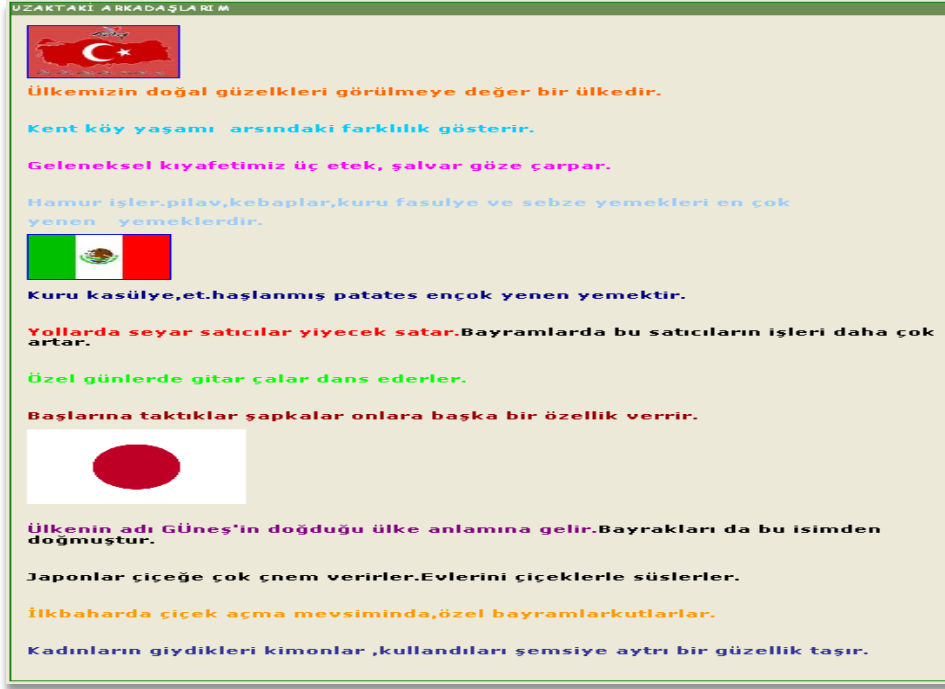 UZAKTAKİ ARKADAŞLARIM
Ülkemizin doğal güzelkleri görülmeye değer bir ülkedir.
Kent köy yaşamı arsındaki farklılık gösterir.
Geleneksel kıyafetimiz üç etek, şalvar göze çarpar.
Hamur işler.pilav,kebaplar,kuru fasulye ve sebze yemekleri en çok
yenen yemeklerdir.
Kuru kasülye,et.haşlanmış patates ençok yenen yemektir.
Yollarda seyar satıcılar yiyecek satar.Bayramlarda bu satıcıların işleri daha çok
artar.
Özel günlerde gitar çalar dans ederler.
Başlarına taktıklar şapkalar onlara başka bir özellik verrir.
Ülkenin adı GÜneş'in doğduğu ülke anlamına gelir.Bayrakları da bu isimden
doğmuştur.
Japonlar çiçeğe çok çnem verirler.Evlerini çiçeklerle süslerler.
İlkbaharda çiçek açma mevsiminda,özel bayramlarkutlarlar.
Kadınların giydikleri kimonlar ,kullandıları şemsiye aytrı bir güzellik taşır.